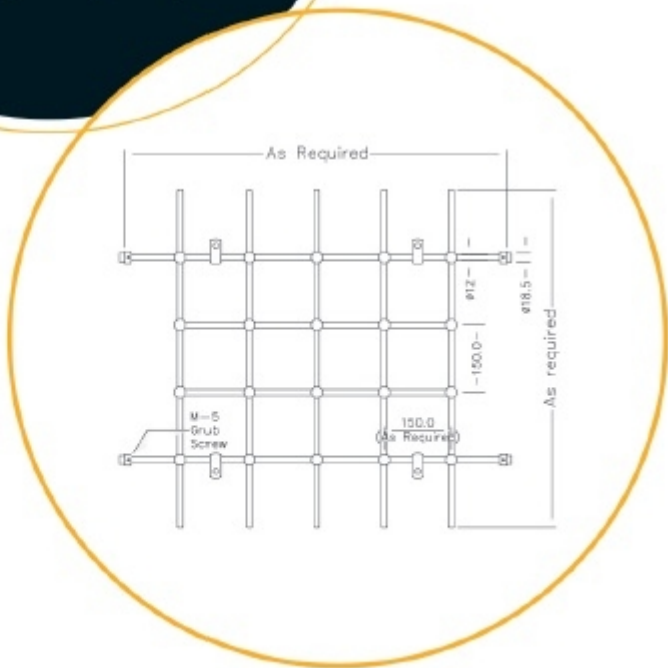 As Required
ø12
ø18.5
150.0
As required
M-5
Grub
Screw
150.0
(As Required)